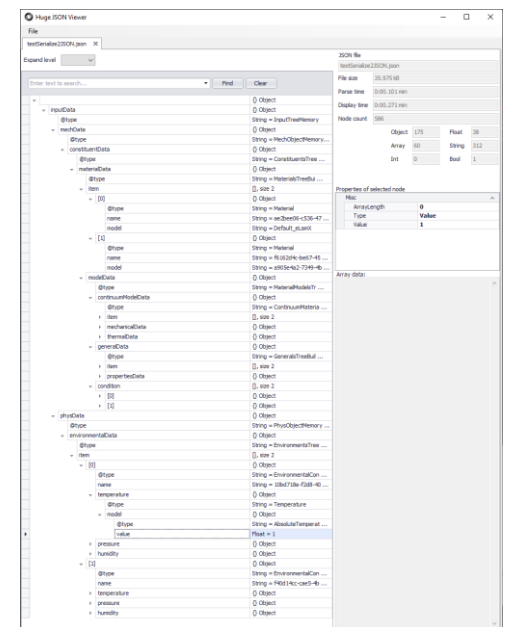 Huge JSON Viewer
File
testSerialize2JSON.json
Expand level
Enter text to search...
Find
Clear
{} Object
inputData {} Object
@type String = InputTreeMemory
mechData {} Object
@type String = MechObjectMemory...
constituentData {} Object
@type String = ConstituentsTree ...
materialData {} Object
@type String = MaterialsTreeBui ...
item [], size 2
[0] {} Object
@type String = Material
name String = ae2bee06-c536-47 ...
model String = Default_eLamX
[1] {} Object
@type String = Material
name String = f6162d4c-be67-45 ...
model String = a905e4a2-7349-4b ...
modelData {} Object
@type String = MaterialModelsTr ...
continuumModelData {} Object
@type String = ContinuumMateria ...
item [], size 2
mechanicalData {} Object
thermalData {} Object
generalData {} Object
@type String = GeneralsTreeBuil ...
item [], size 2
propertiesData {} Object
condition [], size 2
[0] {} Object
[1] {} Object
physData {} Object
@type String = PhysObjectMemory ...
environmentalData {} Object
@type String = EnvironmentsTree ...
item [], size 2
[0] {} Object
@type String = EnvironmentalCon ...
name String = 10bd718e-f2d8-40 ...
temperature {} Object
@type String = Temperature
model {} Object
@type String = AbsoluteTemperat ...
value Float = 1
pressure {} Object
humidity {} Object
[1] {} Object
@type String = EnvironmentalCon ...
name String = f40d14cc-cae5-4b ...
temperature {} Object
pressure {} Object
humidity {} Object
JSON file
testSerialize2JSON.json
File size 35.975 kB
Parse time 0:00.101 min
Display time 0:00.271 min
Node count 586
Object 175 Float 38
Array 60 String 312
Int 0 Bool 1
Properties of selected node
Misc
ArrayLength 0
Type Value
Value 1
Array data: